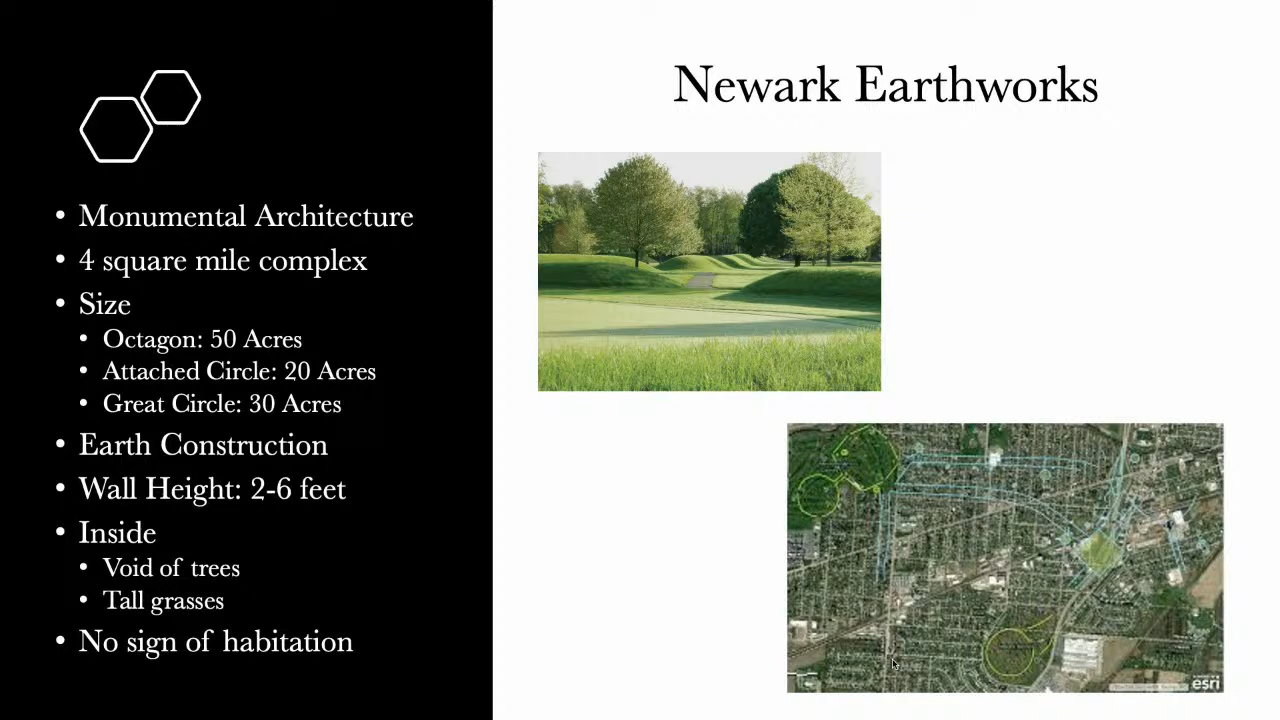 Newark Earthworks
• Monumental Architecture
• 4 square mile complex
• Size
• Octagon: 50 Acres
• Attached Circle: 20 Acres
• Great Circle: 30 Acres
• Earth Construction
• Wall Height: 2-6 feet
• Inside
• Void of trees
• Tall grasses
• No sign of habitation
esri